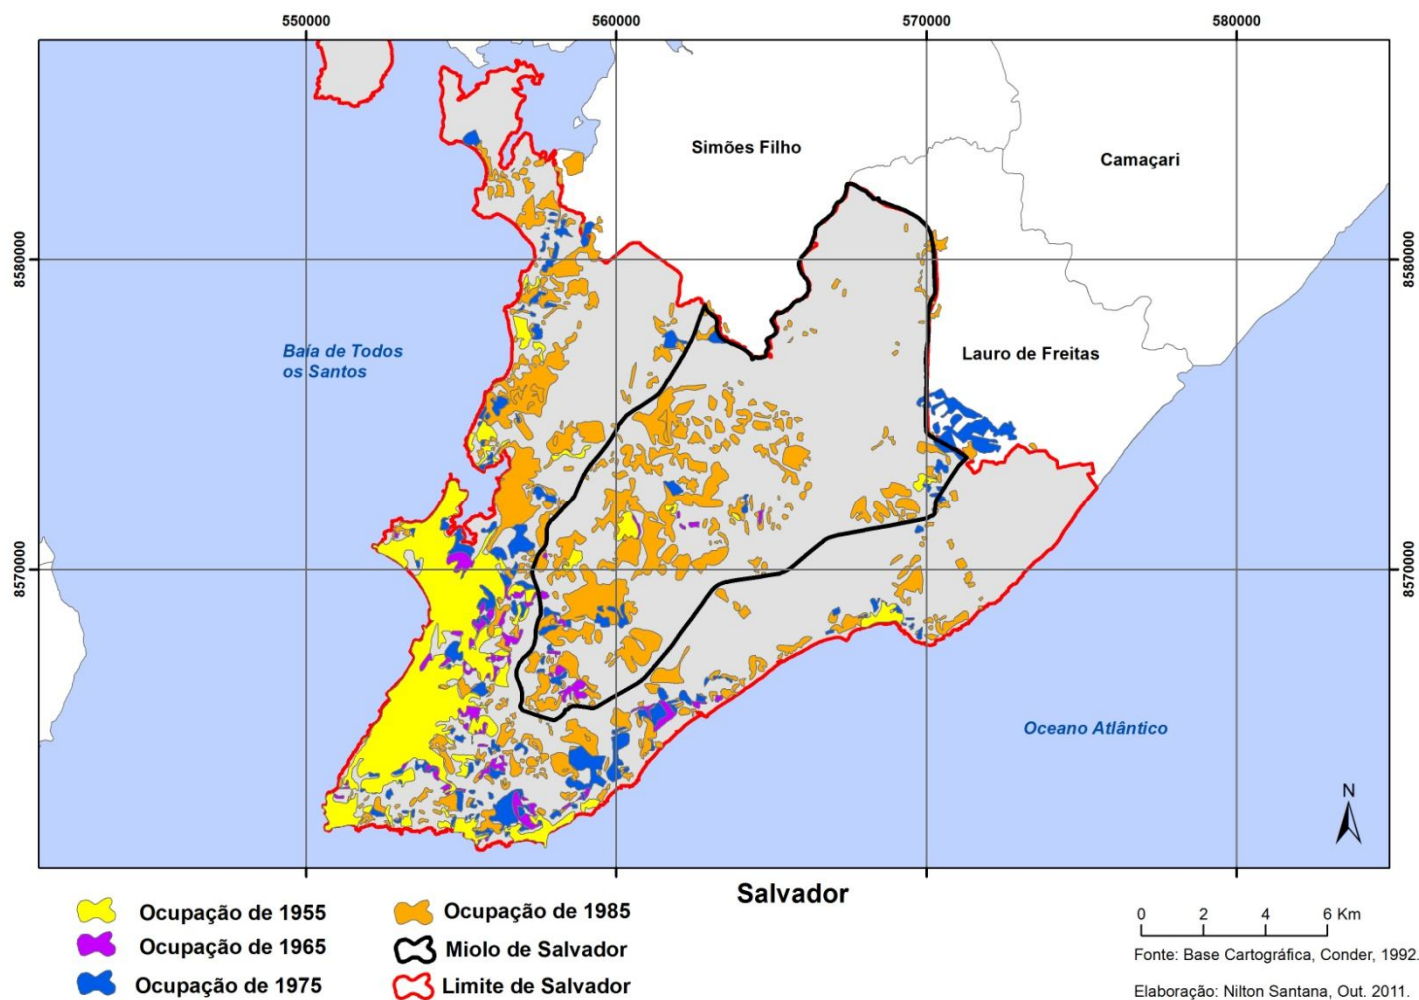 550000
560000
570000
580000
Simões Filho
Camaçari
8580000
8580000
Baía de Todos
os Santos
Lauro de Freitas
8570000
8570000
Oceano Atlântico
N
Salvador
Ocupação de 1955
Ocupação de 1985
Ocupação de 1965
Miolo de Salvador
Ocupação de 1975
Limite de Salvador
0 2 4 6 Km
Fonte: Base Cartográfica, Conder, 1992.
Elaboração: Nilton Santana, Out. 2011.